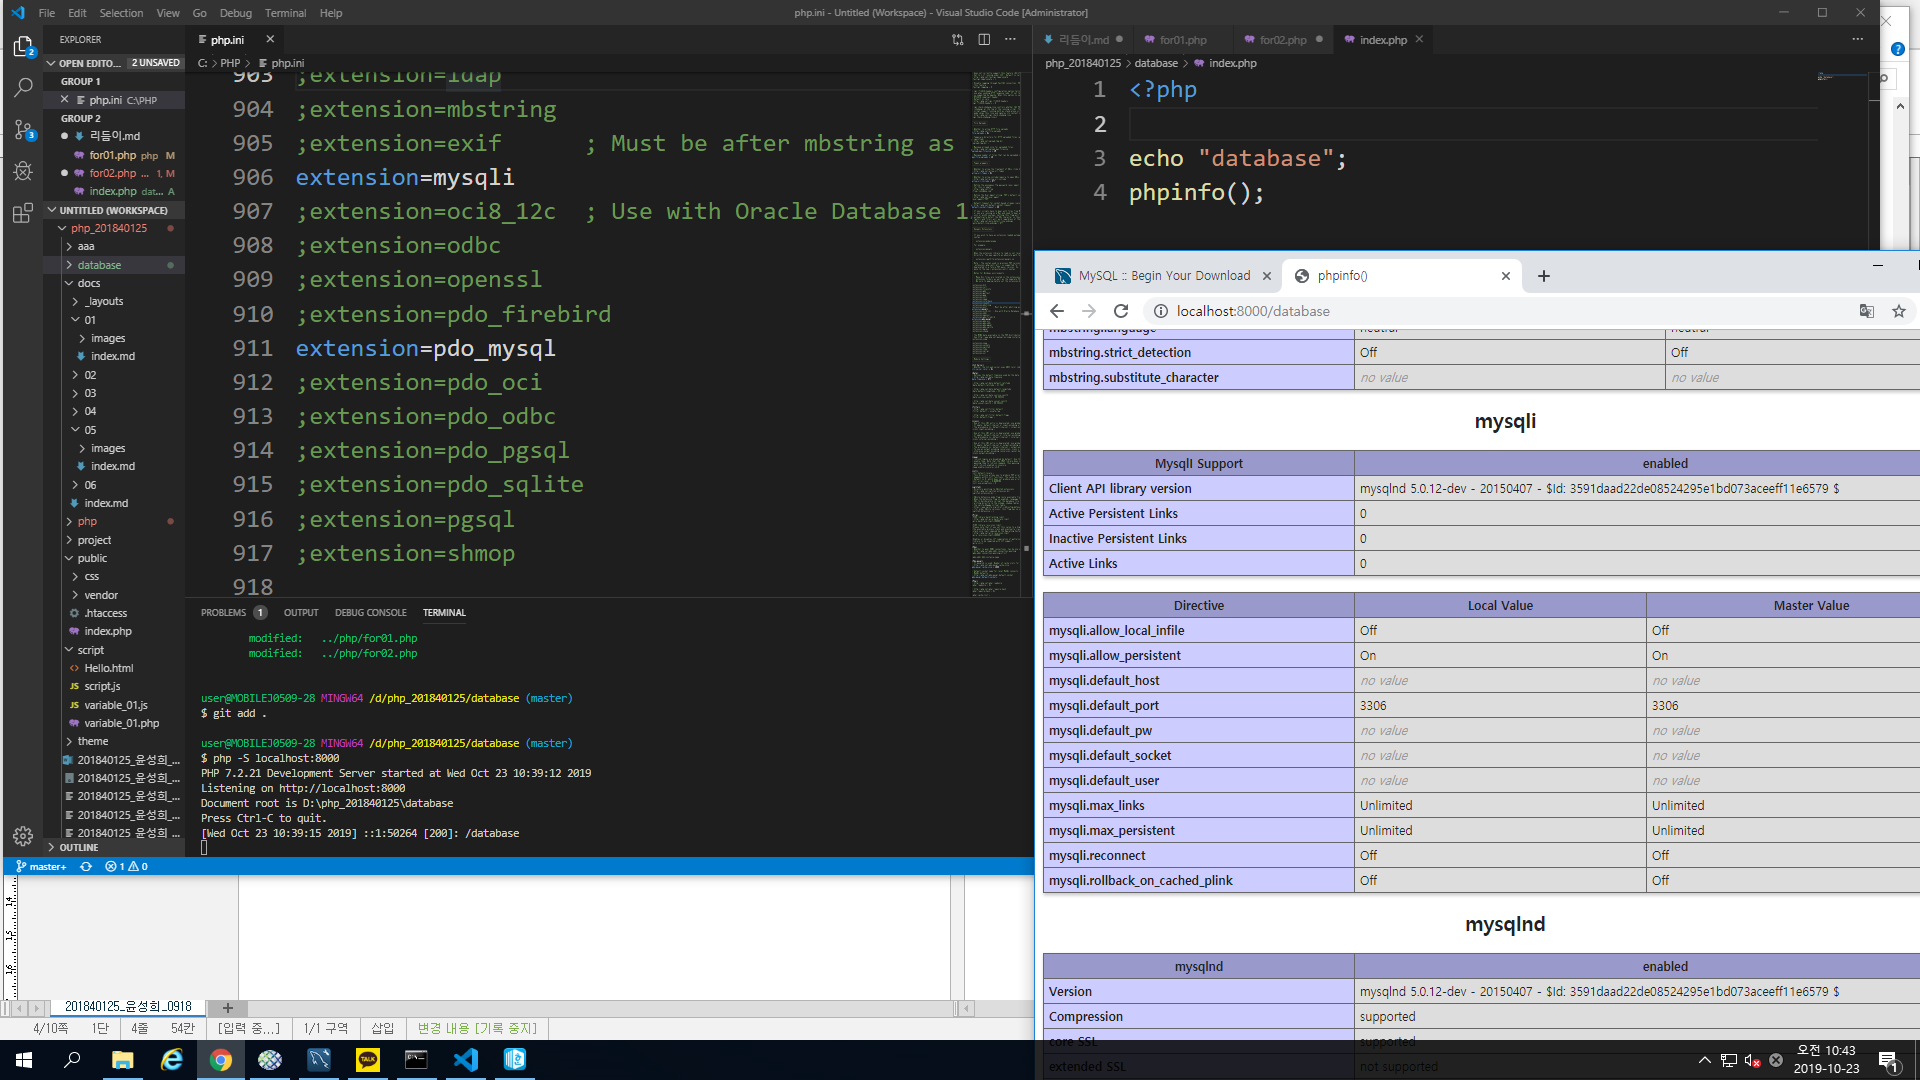 File Edit Selection View Go Debug Terminal Help
php.ini - Untitled (Workspace) - Visual Studio Code [Administrator]
EXPLORER
OPEN EDITO... 2 UNSAVED
GROUP 1
php.ini C:\PHP
GROUP 2
리듬이.md
for01.php php M
for02.php ... 1, M
index.php dat... A
UNTITLED (WORKSPACE)
php_201840125
aaa
database
docs
_layouts
01
images
index.md
02
03
04
05
images
index.md
06
index.md
php
project
public
css
vendor
.htaccess
index.php
script
Hello.html
script.js
variable_01.js
variable_01.php
theme
201840125_윤성희_...
201840125_윤성희_...
201840125_윤성희_...
201840125_윤성희_...
201840125 윤성희 ...
OUTLINE
master+ 1 0
php.ini
C: > PHP > php.ini
903 ;extension=ldap
904 ;extension=mbstring
905 ;extension=exif ; Must be after mbstring as
906 extension=mysqli
907 ;extension=oci8_12c ; Use with Oracle Database 1
908 ;extension=odbc
909 ;extension=openssl
910 ;extension=pdo_firebird
911 extension=pdo_mysql
912 ;extension=pdo_oci
913 ;extension=pdo_odbc
914 ;extension=pdo_pgsql
915 ;extension=pdo_sqlite
916 ;extension=pgsql
917 ;extension=shmop
918
PROBLEMS 1 OUTPUT DEBUG CONSOLE TERMINAL
modified: ../php/for01.php
modified: ../php/for02.php
user@MOBILEJ0509-28 MINGW64 /d/php_201840125/database (master)
$ git add .
user@MOBILEJ0509-28 MINGW64 /d/php_201840125/database (master)
$ php -S localhost:8000
PHP 7.2.21 Development Server started at Wed Oct 23 10:39:12 2019
Listening on http://localhost:8000
Document root is D:\php_201840125\database
Press Ctrl-C to quit.
[Wed Oct 23 10:39:15 2019] ::1:50264 [200]: /database
리듬이.md for01.php for02.php index.php
php_201840125 > database > index.php
1 <?php
2
3 echo "database";
4 phpinfo();
MySQL :: Begin Your Download phpinfo()
localhost:8000/database
mbstring.language neutral neutral
mbstring.strict_detection Off Off
mbstring.substitute_character no value no value
mysqli
MysqlI Support enabled
Client API library version mysqlnd 5.0.12-dev - 20150407 - $Id: 3591daad22de08524295e1bd073aceeff11e6579 $
Active Persistent Links 0
Inactive Persistent Links 0
Active Links 0
Directive Local Value Master Value
mysqli.allow_local_infile Off Off
mysqli.allow_persistent On On
mysqli.default_host no value no value
mysqli.default_port 3306 3306
mysqli.default_pw no value no value
mysqli.default_socket no value no value
mysqli.default_user no value no value
mysqli.max_links Unlimited Unlimited
mysqli.max_persistent Unlimited Unlimited
mysqli.reconnect Off Off
mysqli.rollback_on_cached_plink Off Off
mysqlnd
mysqlnd enabled
Version mysqlnd 5.0.12-dev - 20150407 - $Id: 3591daad22de08524295e1bd073aceeff11e6579 $
Compression supported
core SSL supported
extended SSL not supported
201840125_윤성희_0918
4/10쪽 1단 4줄 54칸 [입력 중...] 1/1 구역 삽입 변경 내용 [기록 중지]
TALK
오전 10:43
2019-10-23
1